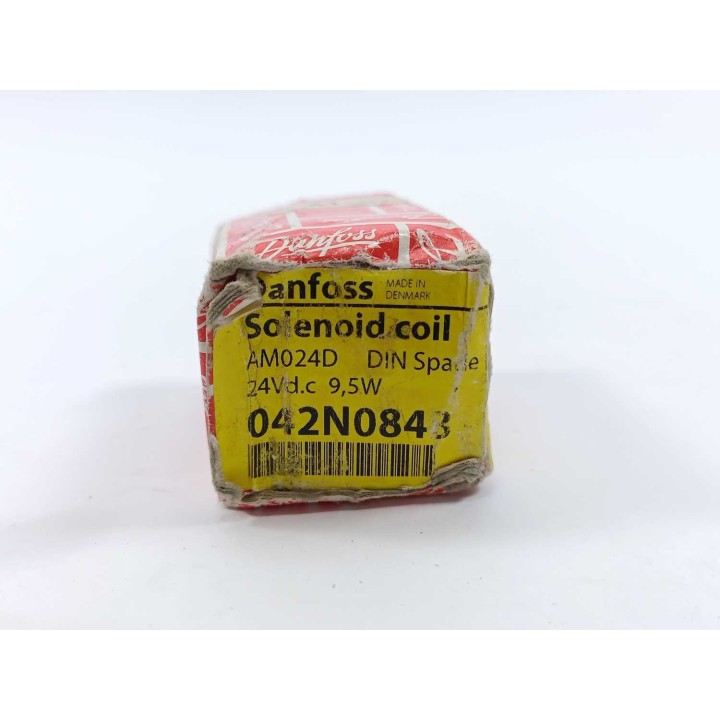 Danfoss
Danfoss MADE IN DENMARK
Solenoid coil
AM024D DIN Spade
24Vd.c 9,5W
042N0843